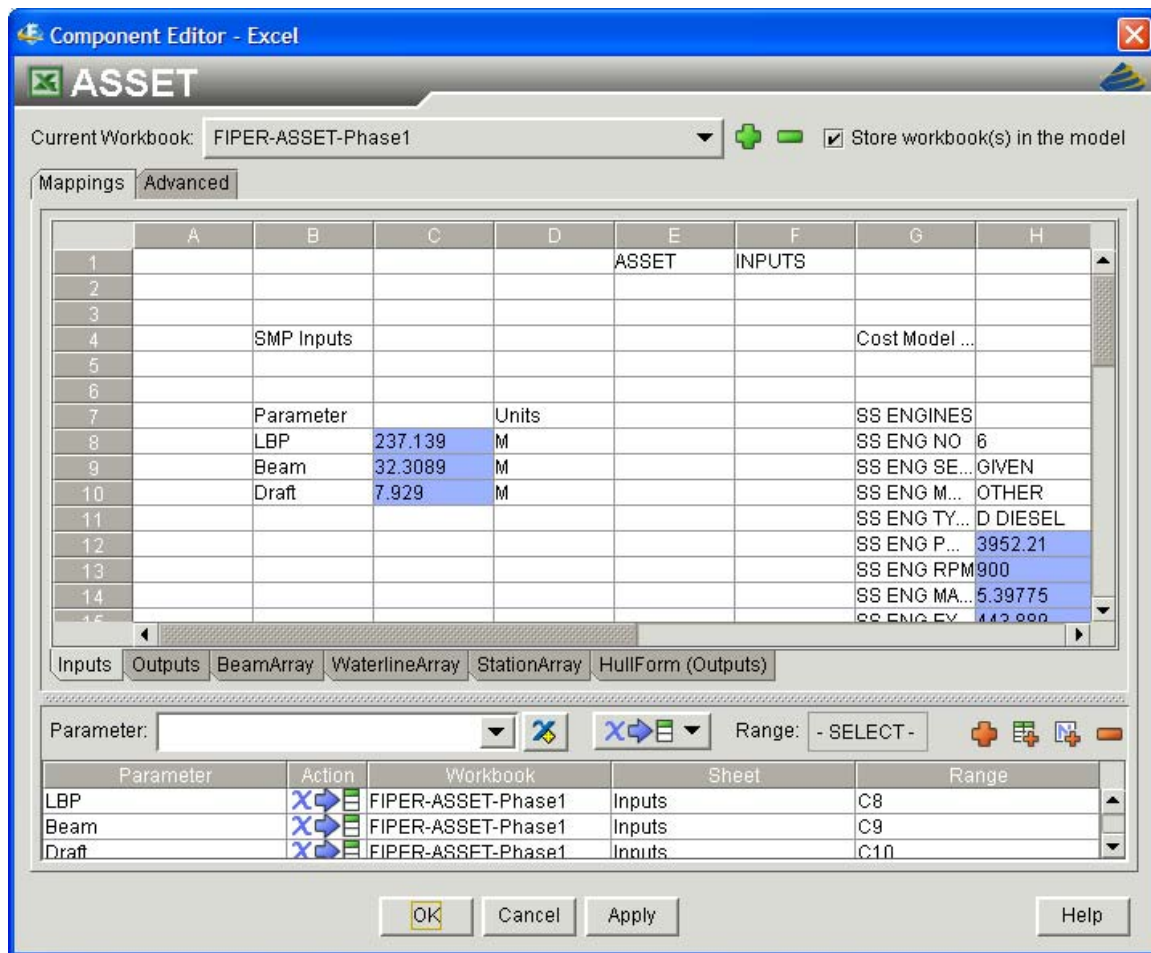 Component Editor - Excel
ASSET
Current Workbook: FIPER-ASSET-Phase1 Store workbook(s) in the model
Mappings Advanced
A B C D E F G H
1 ASSET INPUTS
2
3
4 SMP Inputs Cost Model ...
5
6
7 Parameter Units SS ENGINES
8 LBP 237.139 M SS ENG NO 6
9 Beam 32.3089 M SS ENG SE... GIVEN
10 Draft 7.929 M SS ENG M... OTHER
11 SS ENG TY... D DIESEL
12 SS ENG P... 3952.21
13 SS ENG RPM 900
14 SS ENG MA... 5.39775
15 SS ENG EX...
Inputs Outputs BeamArray WaterlineArray StationArray HullForm (Outputs)
Parameter: Range: - SELECT -
Parameter Action Workbook Sheet Range
LBP FIPER-ASSET-Phase1 Inputs C8
Beam FIPER-ASSET-Phase1 Inputs C9
Draft FIPER-ASSET-Phase1 Inputs C10
OK Cancel Apply Help